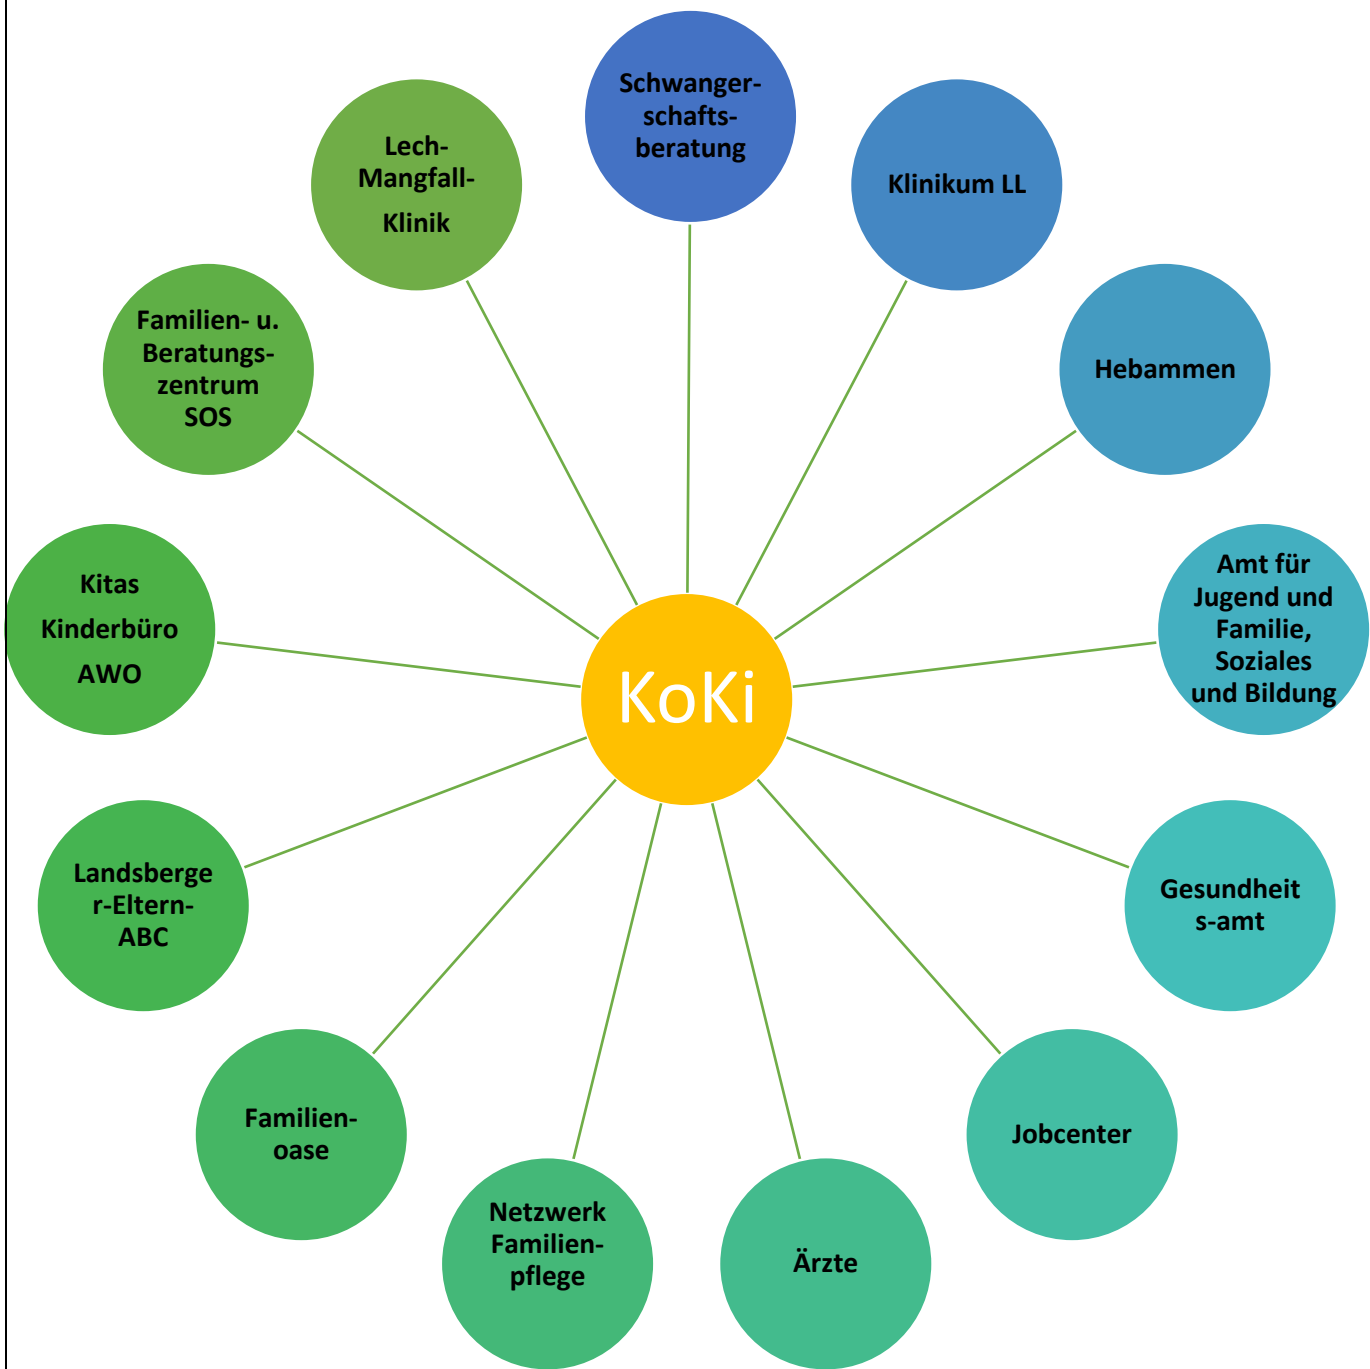 Schwanger-
schafts-
beratung
Klinikum LL
Hebammen
Amt für
Jugend und
Familie,
Soziales
und Bildung
Gesundheit
s-amt
Jobcenter
Ärzte
Netzwerk
Familien-
pflege
Familien-
oase
Landsberge
r-Eltern-
ABC
Kitas
Kinderbüro
AWO
Familien- u.
Beratungs-
zentrum
SOS
Lech-
Mangfall-
Klinik
KoKi